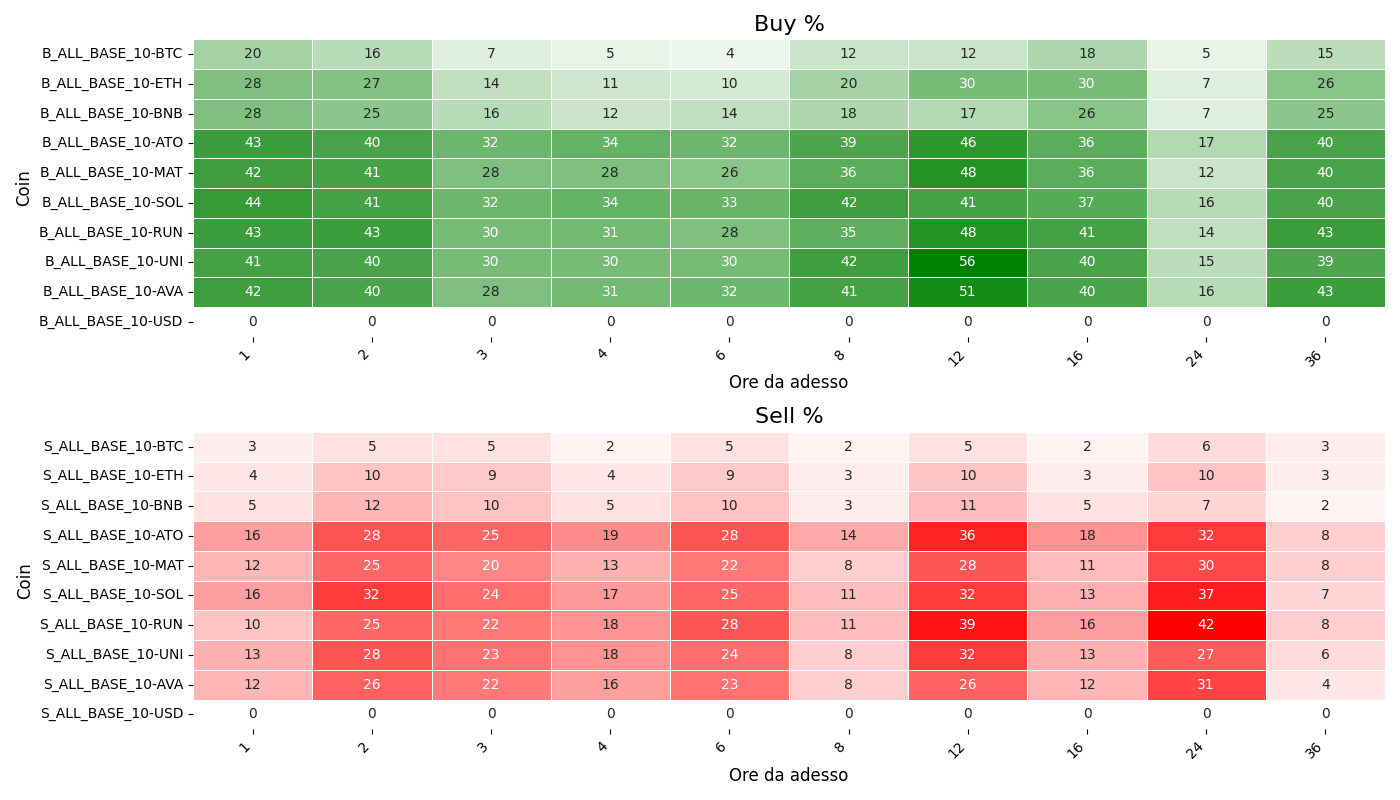 Buy %
Coin
B_ALL_BASE_10-BTC 20 16 7 5 4 12 12 18 5 15
B_ALL_BASE_10-ETH 28 27 14 11 10 20 30 30 7 26
B_ALL_BASE_10-BNB 28 25 16 12 14 18 17 26 7 25
B_ALL_BASE_10-ATO 43 40 32 34 32 39 46 36 17 40
B_ALL_BASE_10-MAT 42 41 28 28 26 36 48 36 12 40
B_ALL_BASE_10-SOL 44 41 32 34 33 42 41 37 16 40
B_ALL_BASE_10-RUN 43 43 30 31 28 35 48 41 14 43
B_ALL_BASE_10-UNI 41 40 30 30 30 42 56 40 15 39
B_ALL_BASE_10-AVA 42 40 28 31 32 41 51 40 16 43
B_ALL_BASE_10-USD 0 0 0 0 0 0 0 0 0 0
1 2 3 4 6 8 12 16 24 36
Ore da adesso
Sell %
Coin
S_ALL_BASE_10-BTC 3 5 5 2 5 2 5 2 6 3
S_ALL_BASE_10-ETH 4 10 9 4 9 3 10 3 10 3
S_ALL_BASE_10-BNB 5 12 10 5 10 3 11 5 7 2
S_ALL_BASE_10-ATO 16 28 25 19 28 14 36 18 32 8
S_ALL_BASE_10-MAT 12 25 20 13 22 8 28 11 30 8
S_ALL_BASE_10-SOL 16 32 24 17 25 11 32 13 37 7
S_ALL_BASE_10-RUN 10 25 22 18 28 11 39 16 42 8
S_ALL_BASE_10-UNI 13 28 23 18 24 8 32 13 27 6
S_ALL_BASE_10-AVA 12 26 22 16 23 8 26 12 31 4
S_ALL_BASE_10-USD 0 0 0 0 0 0 0 0 0 0
1 2 3 4 6 8 12 16 24 36
Ore da adesso